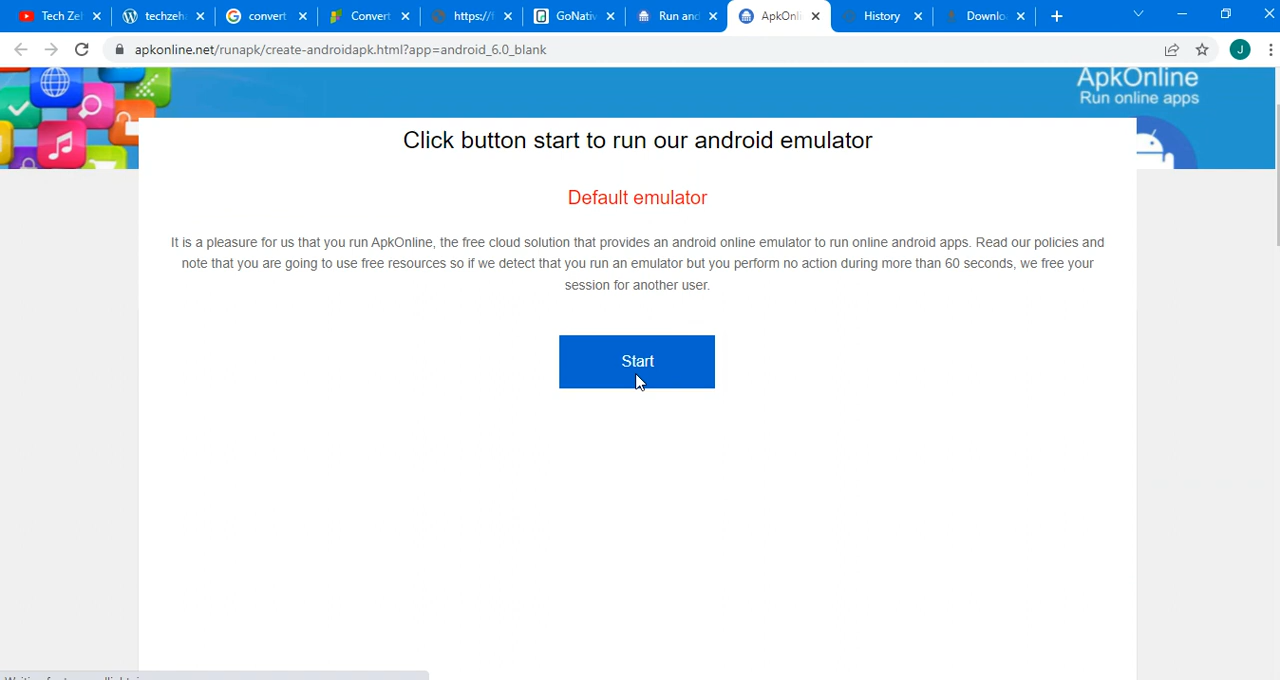 Tech Ze
techzeh
convert
Convert
https://
GoNativ
Run and
ApkOnli
History
Downlo
apkonline.net/runapk/create-androidapk.html?app=android_6.0_blank
J
ApkOnline
Run online apps
Click button start to run our android emulator
Default emulator
It is a pleasure for us that you run ApkOnline, the free cloud solution that provides an android online emulator to run online android apps. Read our policies and
note that you are going to use free resources so if we detect that you run an emulator but you perform no action during more than 60 seconds, we free your
session for another user.
Start